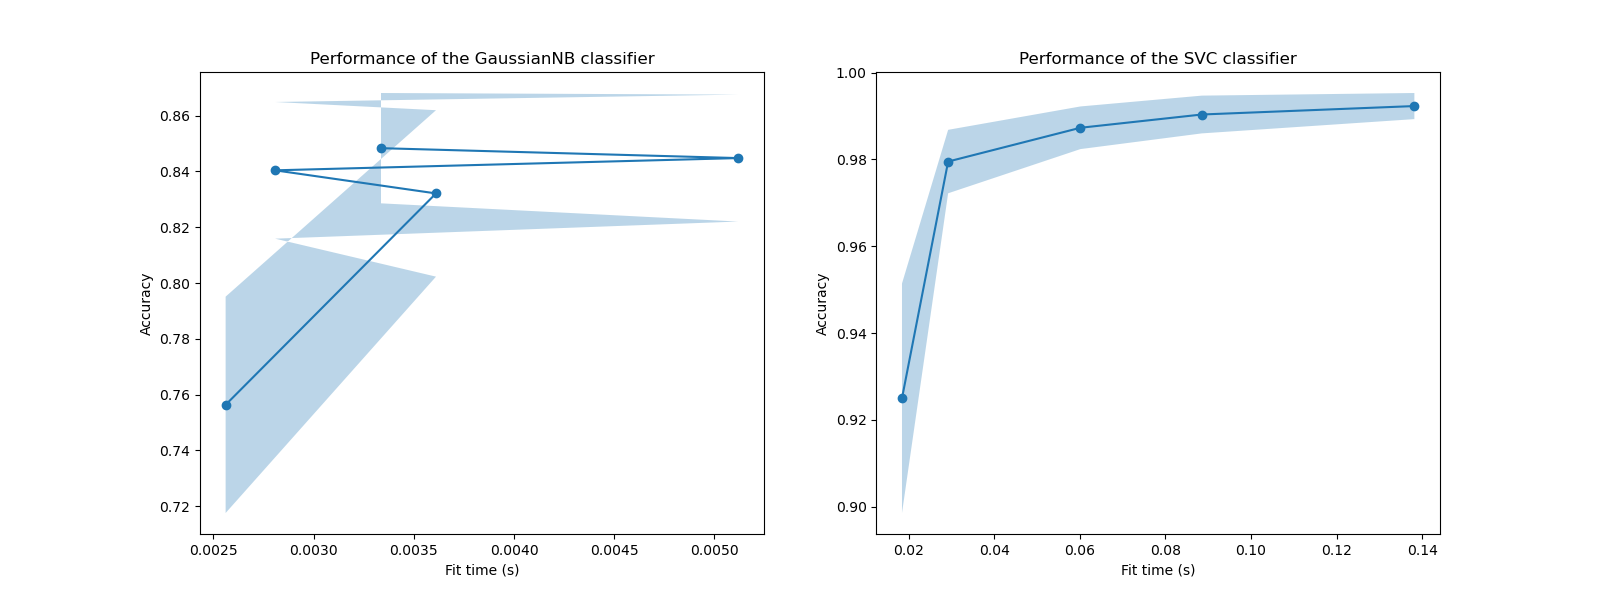 Performance of the GaussianNB classifier
Accuracy
0.86
0.84
0.82
0.80
0.78
0.76
0.74
0.72
0.0025 0.0030 0.0035 0.0040 0.0045 0.0050
Fit time (s)
Performance of the SVC classifier
Accuracy
1.00
0.98
0.96
0.94
0.92
0.90
0.02 0.04 0.06 0.08 0.10 0.12 0.14
Fit time (s)